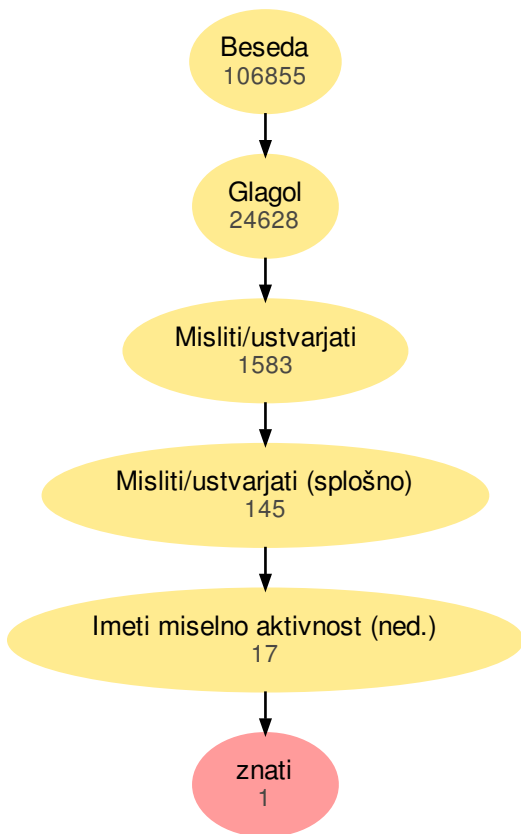 Beseda
106855
Glagol
24628
Misliti/ustvarjati
1583
Misliti/ustvarjati (splošno)
145
Imeti miselno aktivnost (ned.)
17
znati
1